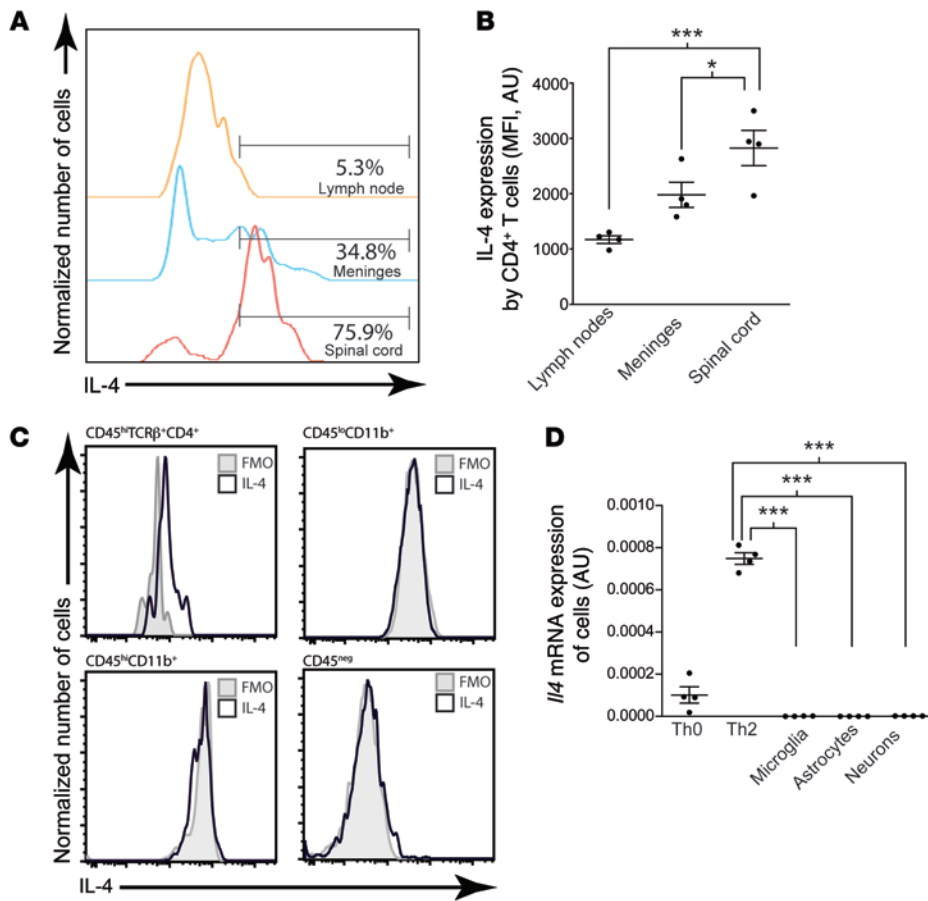 A
Normalized number of cells
5.3%
Lymph node
34.8%
Meninges
75.9%
Spinal cord
IL-4
B
IL-4 expression
by CD4⁺ T cells (MFI, AU)
***
*
4000
3000
2000
1000
0
Lymph nodes
Meninges
Spinal cord
C
Normalized number of cells
CD45ʰⁱTCRβ⁺CD4⁺
FMO
IL-4
CD45ˡᵒCD11b⁺
FMO
IL-4
CD45ʰⁱCD11b⁺
FMO
IL-4
CD45ⁿᵉᵍ
FMO
IL-4
IL-4
D
Il4 mRNA expression
of cells (AU)
***
***
***
0.0010
0.0008
0.0006
0.0004
0.0002
0.0000
Th0
Th2
Microglia
Astrocytes
Neurons